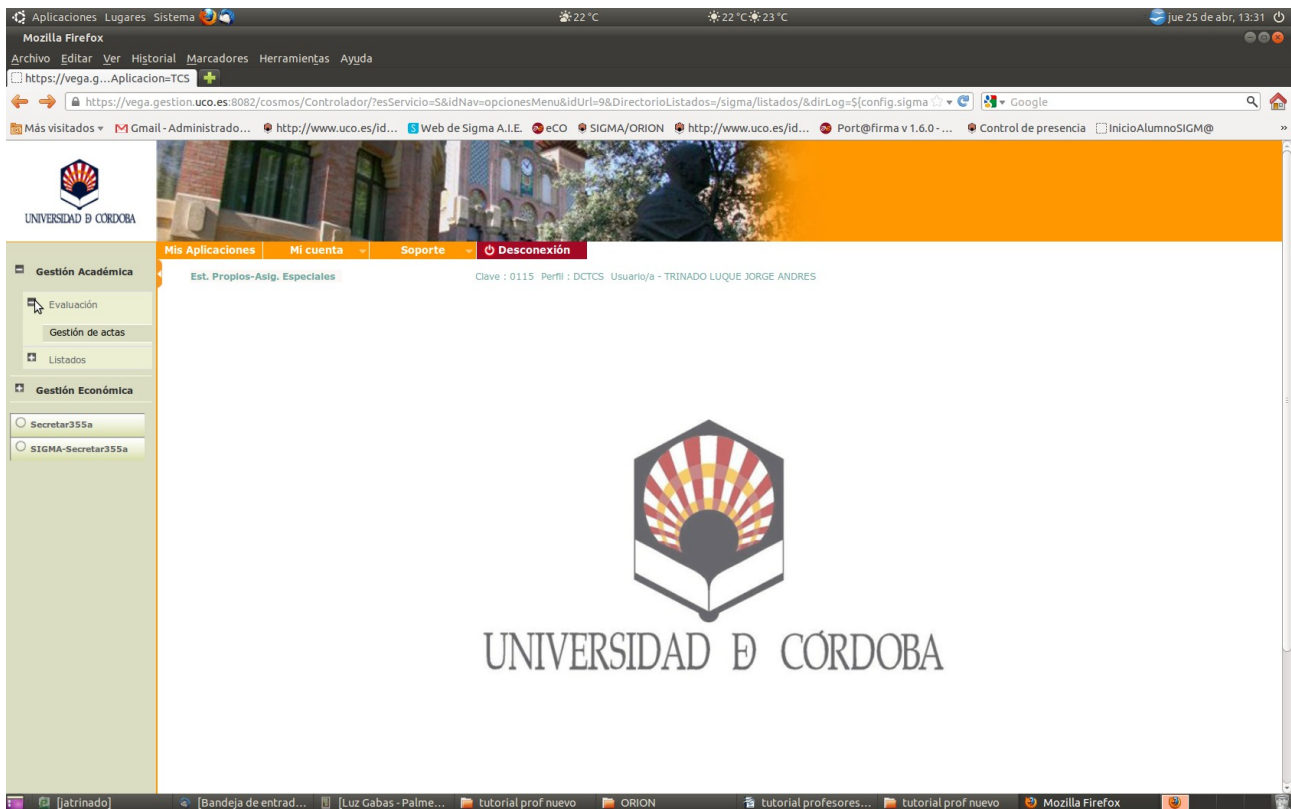 Aplicaciones Lugares Sistema 22 °C 22 °C 23 °C jue 25 de abr, 13:31
Mozilla Firefox
Archivo Editar Ver Historial Marcadores Herramientas Ayuda
https://vega.g...Aplicacion=TCS
https://vega.gestion.uco.es:8082/cosmos/Controlador/?esServicio=S&idNav=opcionesMenu&idUrl=9&DirectorioListados=/sigma/listados/&dirLog=${config.sigma Google
Más visitados Gmail - Administrado... http://www.uco.es/id... Web de Sigma A.I.E. eCO SIGMA/ORION http://www.uco.es/id... Port@firma v 1.6.0 - ... Control de presencia InicioAlumnoSIGM@ »
UNIVERSIDAD D CÓRDOBA
Mis Aplicaciones Mi cuenta Soporte Desconexión
Est. Propios-Asig. Especiales Clave : 0115 Perfil : DCTCS Usuario/a - TRINADO LUQUE JORGE ANDRES
Gestión Académica
Evaluación
Gestión de actas
Listados
Gestión Económica
Secretar355a
SIGMA-Secretar355a
UNIVERSIDAD D CÓRDOBA
[jatrinado] [Bandeja de entrad... [Luz Gabas - Palme... tutorial prof nuevo ORION tutorial profesores... tutorial prof nuevo Mozilla Firefox